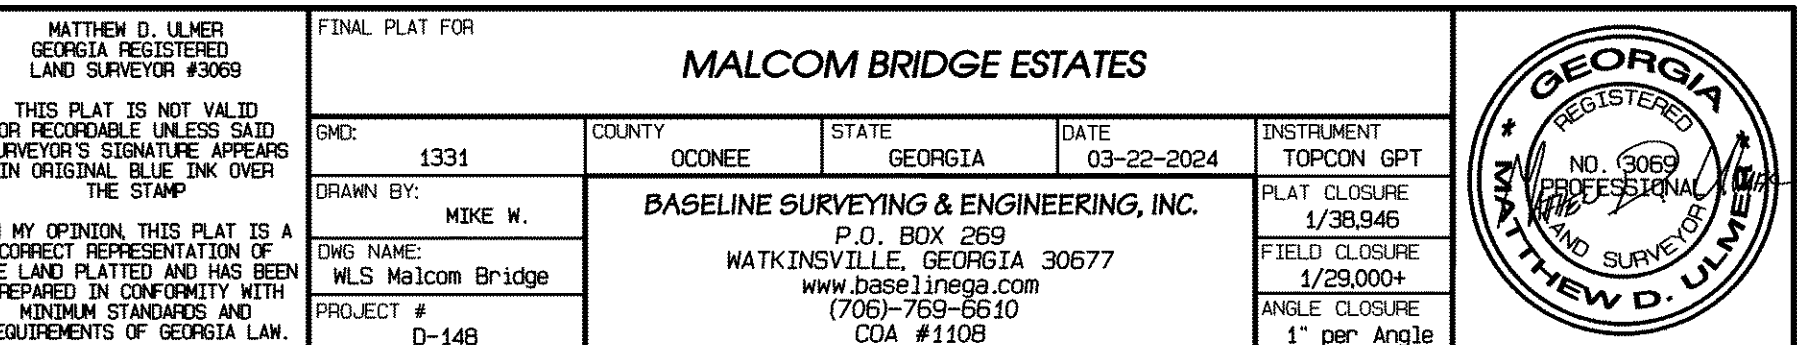 MATTHEW D. ULMER
GEORGIA REGISTERED
LAND SURVEYOR #3069
THIS PLAT IS NOT VALID
OR RECORDABLE UNLESS SAID
SURVEYOR'S SIGNATURE APPEARS
IN ORIGINAL BLUE INK OVER
THE STAMP
MY OPINION, THIS PLAT IS A
CORRECT REPRESENTATION OF
LAND PLATTED AND HAS BEEN
PREPARED IN CONFORMITY WITH
MINIMUM STANDARDS AND
REQUIREMENTS OF GEORGIA LAW.
FINAL PLAT FOR
MALCOM BRIDGE ESTATES
GMD:
1331
COUNTY
OCONEE
STATE
GEORGIA
DATE
03-22-2024
INSTRUMENT
TOPCON GPT
DRAWN BY:
MIKE W.
DWG NAME:
WLS Malcom Bridge
PROJECT #
D-148
BASELINE SURVEYING & ENGINEERING, INC.
P.O. BOX 269
WATKINSVILLE, GEORGIA 30677
www.baselinega.com
(706)-769-6610
COA #1108
PLAT CLOSURE
1/38,946
FIELD CLOSURE
1/29,000+
ANGLE CLOSURE
1" per Angle
* GEORGIA *
REGISTERED
NO. 3069
PROFESSIONAL
LAND SURVEYOR
MATTHEW D. ULMER